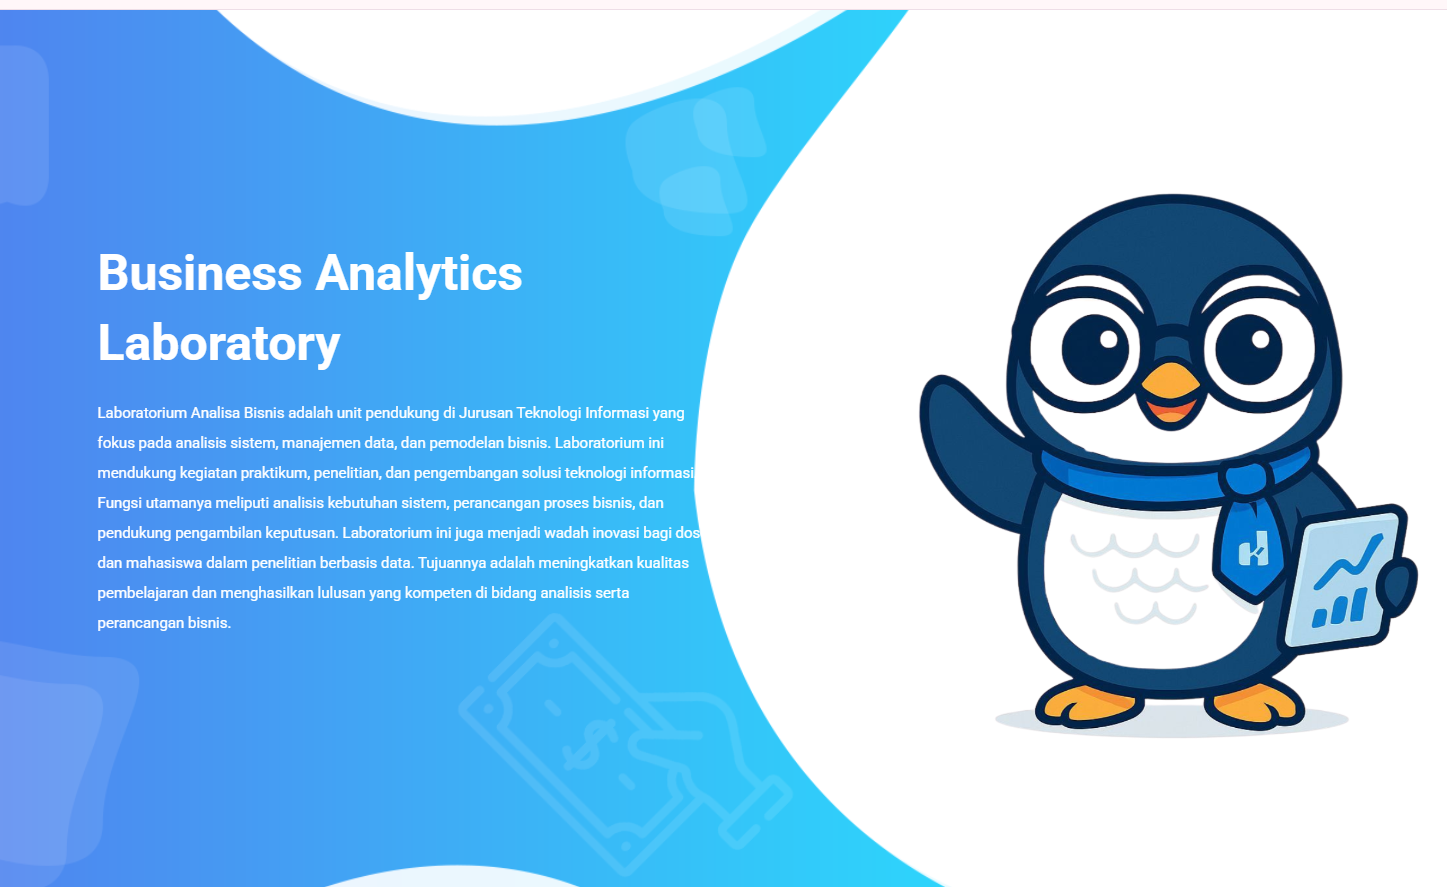 Business Analytics
Laboratory
Laboratorium Analisa Bisnis adalah unit pendukung di Jurusan Teknologi Informasi yang
fokus pada analisis sistem, manajemen data, dan pemodelan bisnis. Laboratorium ini
mendukung kegiatan praktikum, penelitian, dan pengembangan solusi teknologi informasi
Fungsi utamanya meliputi analisis kebutuhan sistem, perancangan proses bisnis, dan
pendukung pengambilan keputusan. Laboratorium ini juga menjadi wadah inovasi bagi dos
dan mahasiswa dalam penelitian berbasis data. Tujuannya adalah meningkatkan kualitas
pembelajaran dan menghasilkan lulusan yang kompeten di bidang analisis serta
perancangan bisnis.